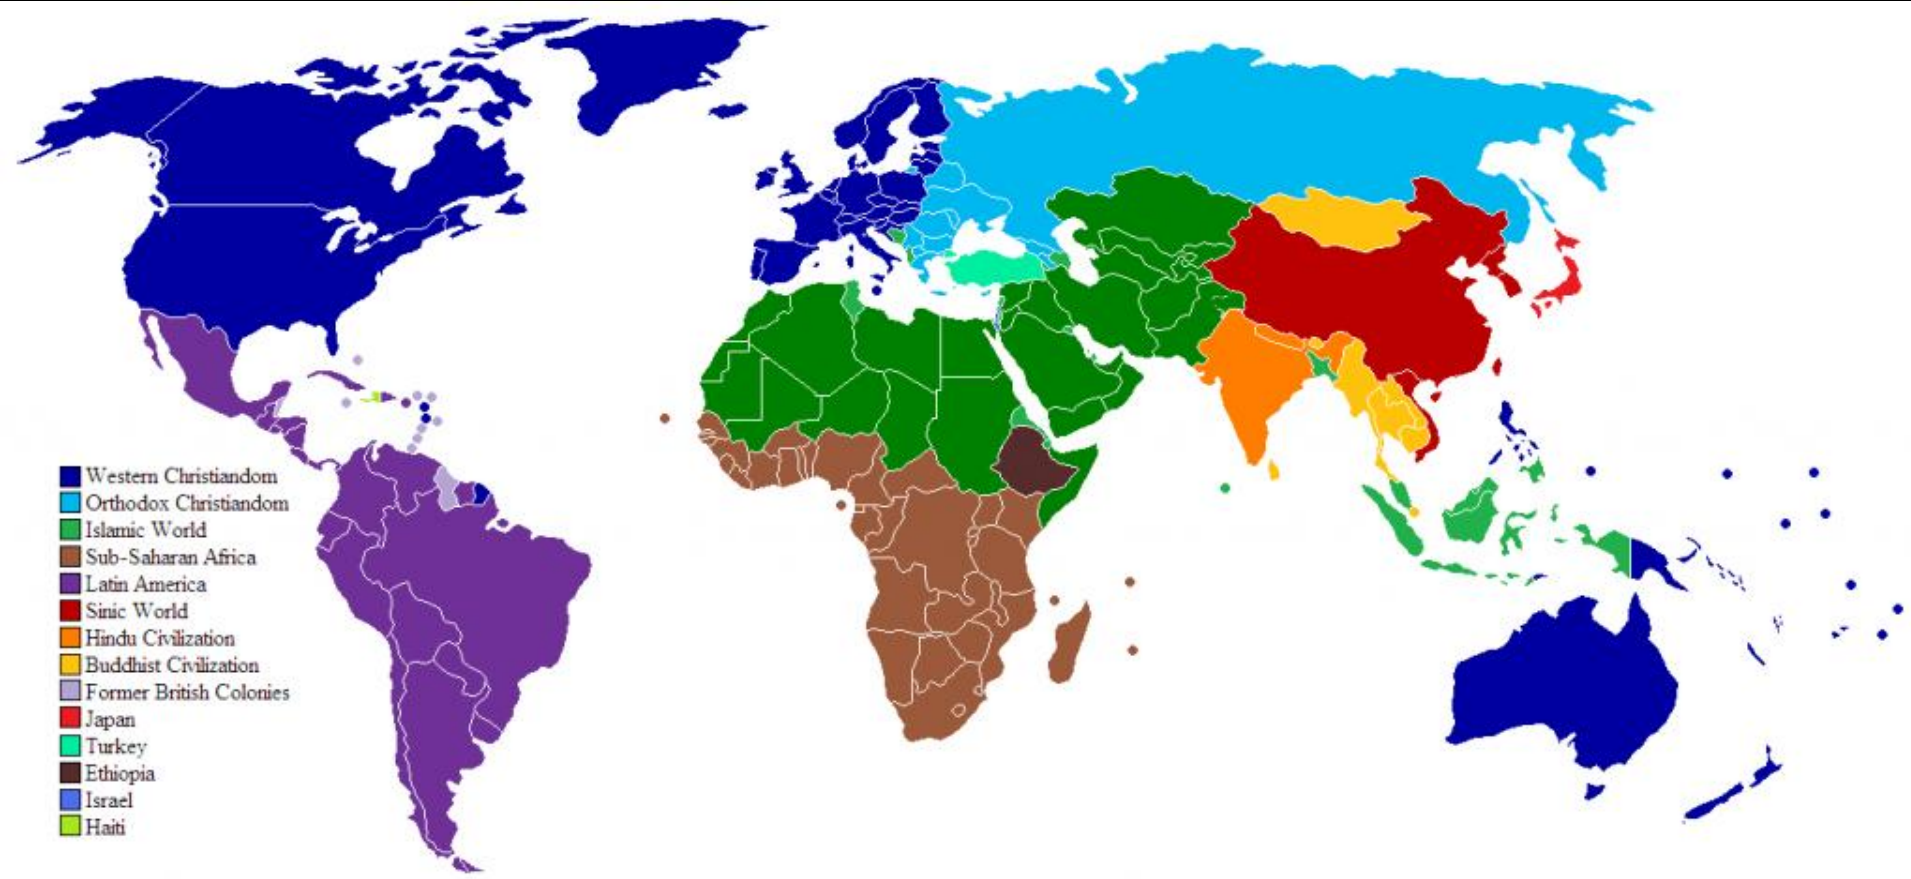 Western Christiandom
Orthodox Christiandom
Islamic World
Sub-Saharan Africa
Latin America
Sinic World
Hindu Civilization
Buddhist Civilization
Former British Colonies
Japan
Turkey
Ethiopia
Israel
Haiti